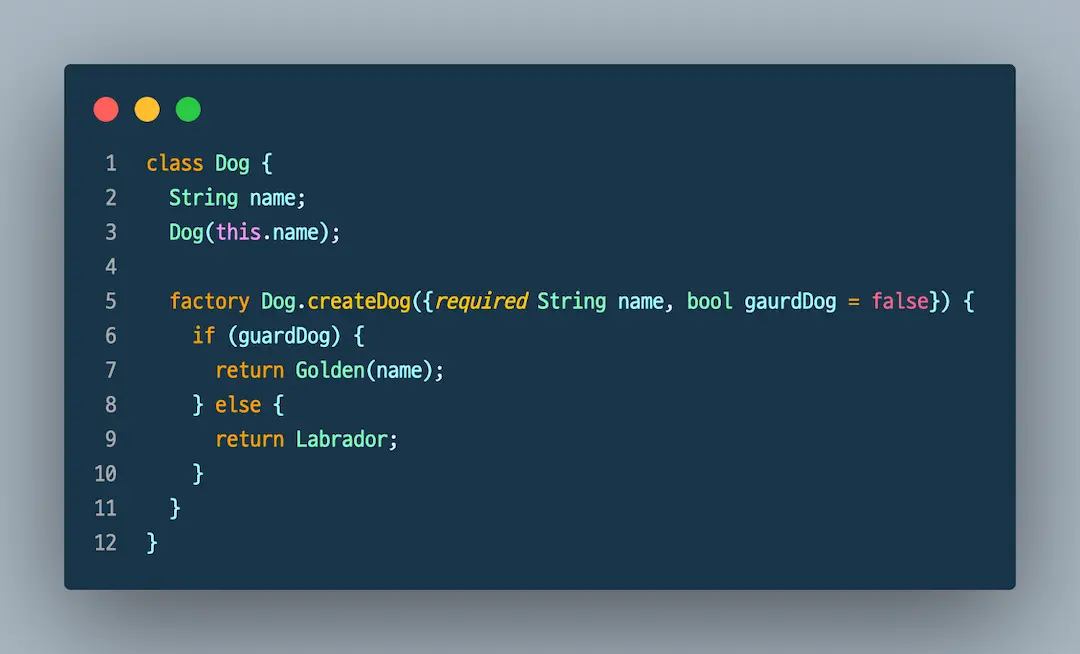 1 class Dog {
2 String name;
3 Dog(this.name);
4
5 factory Dog.createDog({required String name, bool gaurdDog = false}) {
6 if (guardDog) {
7 return Golden(name);
8 } else {
9 return Labrador;
10 }
11 }
12 }